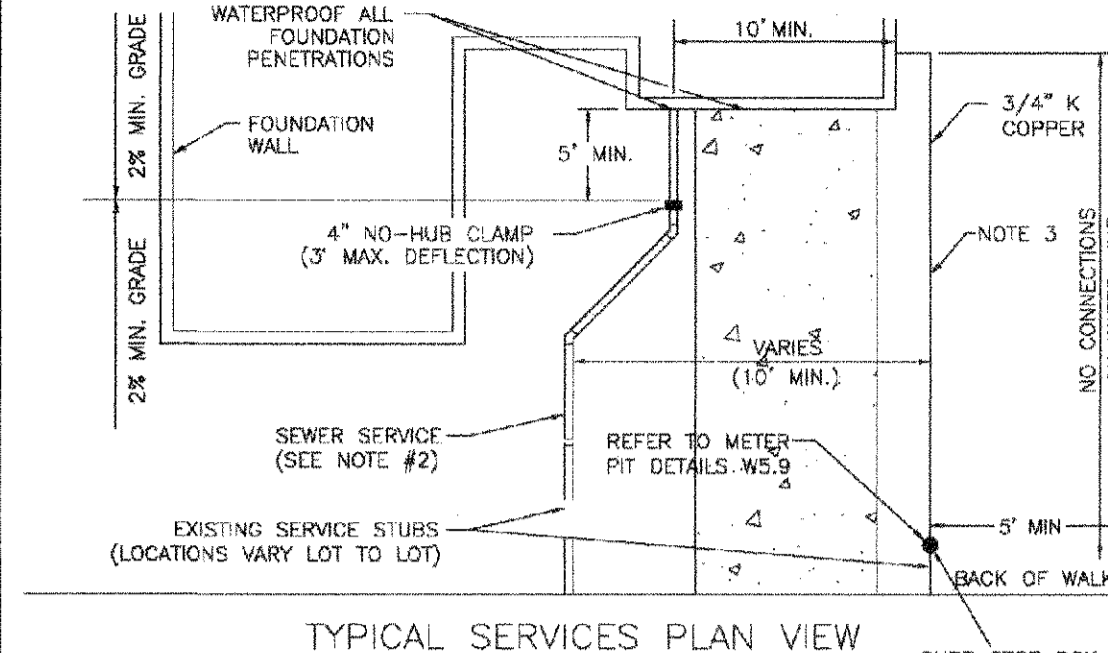 WATERPROOF ALL
FOUNDATION
PENETRATIONS
10' MIN.
2% MIN. GRADE
FOUNDATION
WALL
5' MIN.
3/4" K
COPPER
4" NO-HUB CLAMP
(3' MAX. DEFLECTION)
NOTE 3
NO CONNECTIONS
2% MIN. GRADE
VARIES
(10' MIN.)
SEWER SERVICE
(SEE NOTE #2)
REFER TO METER
PIT DETAILS W5.9
EXISTING SERVICE STUBS
(LOCATIONS VARY LOT TO LOT)
5' MIN
BACK OF WALK
TYPICAL SERVICES PLAN VIEW